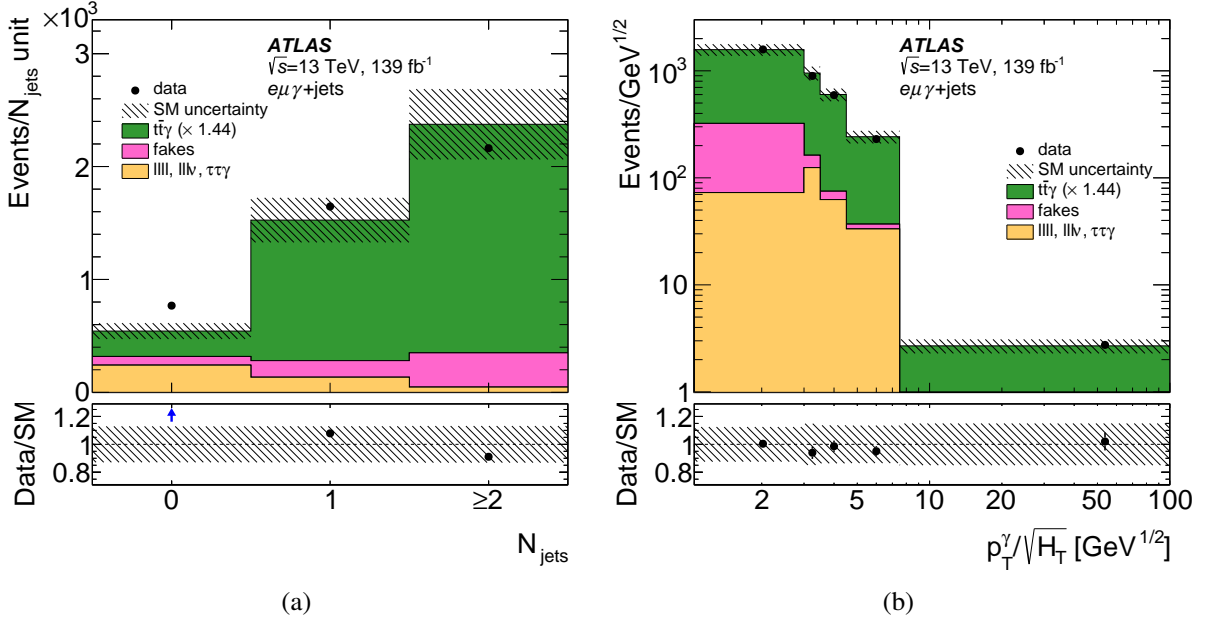 ×10³
3
2
1
0
Events/N_jets unit
ATLAS
√s=13 TeV, 139 fb⁻¹
eμγ+jets
data
SM uncertainty
tt̄γ (× 1.44)
fakes
llll, lllν, ττγ
1.2
1
0.8
Data/SM
0 1 ≥2
N_jets
(a)
10³
10²
10
1
Events/GeV^1/2
ATLAS
√s=13 TeV, 139 fb⁻¹
eμγ+jets
data
SM uncertainty
tt̄γ (× 1.44)
fakes
llll, lllν, ττγ
1.2
1
0.8
Data/SM
2 5 10 20 50 100
p_T^γ/√H_T [GeV^1/2]
(b)